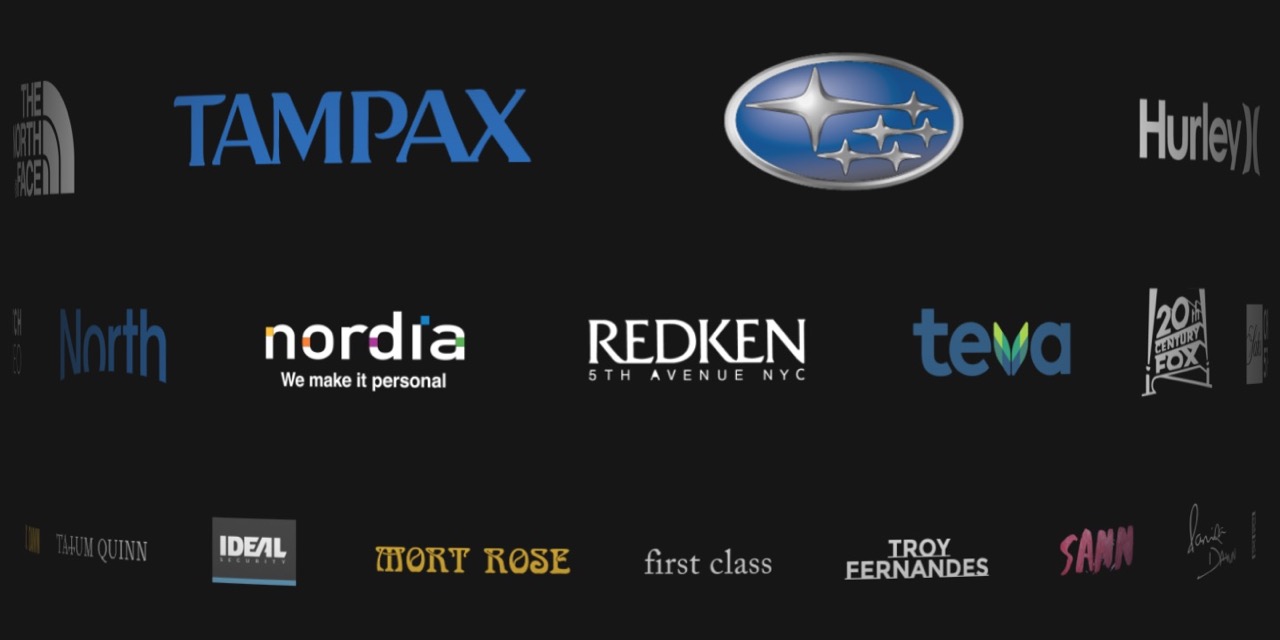 THE
NORTH
FACE
TAMPAX
Hurley
North
nordia
We make it personal
REDKEN
5TH AVENUE NYC
teva
20th
CENTURY
FOX
TATUM QUINN
IDEAL
SECURITY
MORT ROSE
first class
TROY
FERNANDES
SANN